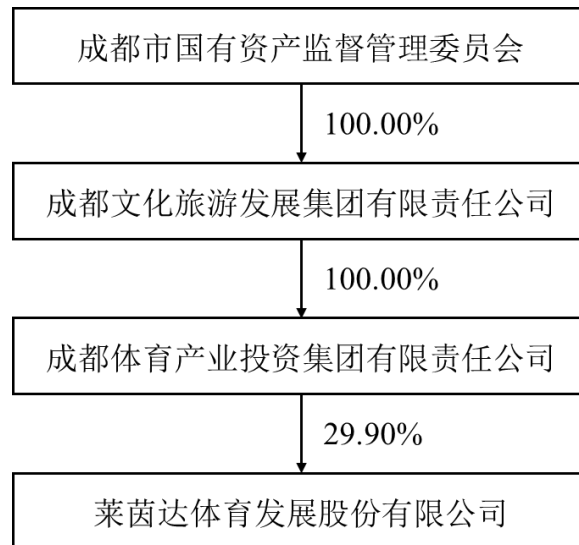 成都市国有资产监督管理委员会
100.00%
成都文化旅游发展集团有限责任公司
100.00%
成都体育产业投资集团有限责任公司
29.90%
莱茵达体育发展股份有限公司